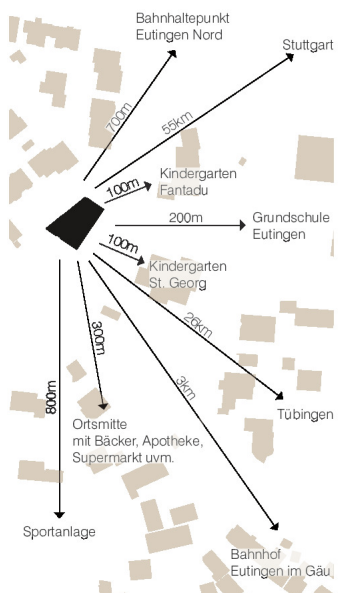 Bahnhaltepunkt
Eutingen Nord
Stuttgart
700m
55km
100m
Kindergarten
Fantadu
200m
Grundschule
Eutingen
100m
Kindergarten
St. Georg
26km
300m
3km
800m
Tübingen
Ortsmitte
mit Bäcker, Apotheke,
Supermarkt uvm.
Sportanlage
Bahnhof
Eutingen im Gäu